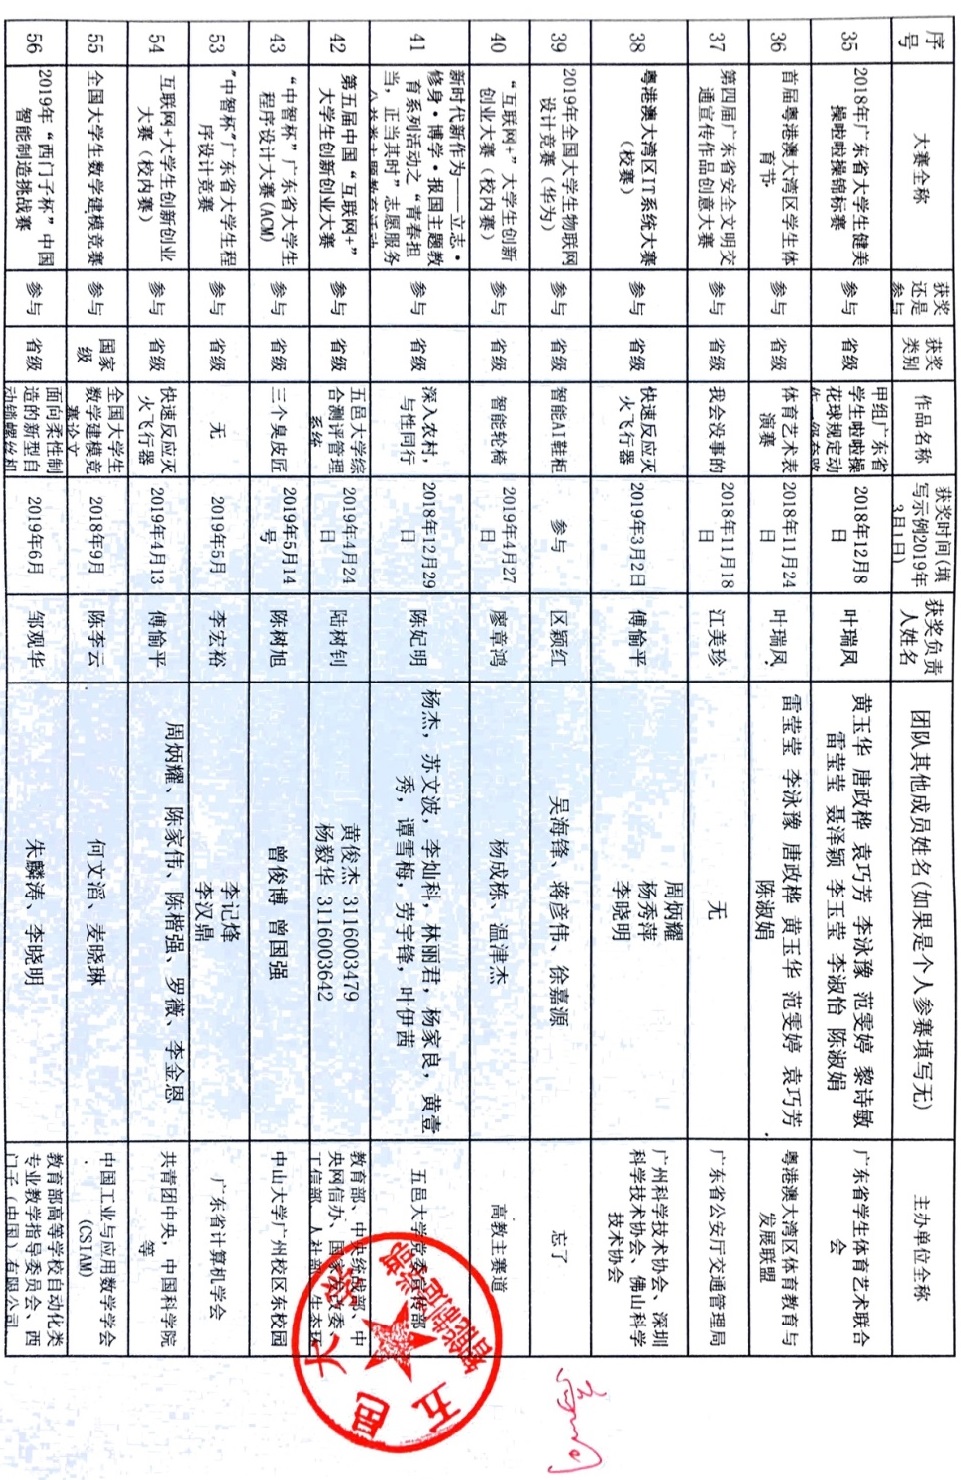 序号 大赛全称 获奖还是参与 获奖类别 作品名称 获奖时间(填写示例2019年3月1日) 获奖负责人姓名 团队其他成员姓名(如果是个人参赛填写无) 主办单位全称
35 2018年广东省大学生健美操啦啦操锦标赛 参与 省级 甲组广东省学生啦啦操花球规定动作 2018年12月8日 叶瑞凤 黄玉华 唐政桦 袁巧芳 李泳豫 范雯婷 黎诗敏 雷莹莹 聂泽颖 李玉莹 李淑怡 陈淑娟 广东省学生体育艺术联合会
36 首届粤港澳大湾区学生体育节 参与 省级 体育艺术表演赛 2018年11月24日 叶瑞凤 雷莹莹 李泳豫 唐政桦 黄玉华 范雯婷 袁巧芳 陈淑娟 粤港澳大湾区体育教育与发展联盟
37 第四届广东省安全文明交通宣传作品创意大赛 参与 省级 我会没事的 2018年11月18日 江美珍 无 广东省公安厅交通管理局
38 粤港澳大湾区IT系统大赛(校赛) 参与 省级 快速反应灭火飞行器 2019年3月2日 傅愉平 周炳耀 杨秀萍 李晓明 广州科学技术协会、深圳科学技术协会、佛山科学技术协会
39 2019年全国大学生物联网设计竞赛(华为) 参与 省级 智能AI鞋柜 参与 区颖红 吴海锋、蒋彦伟、徐嘉源 忘了
40 “互联网+”大学生创新创业大赛(校内赛) 参与 省级 智能轮椅 2019年4月27日 廖章鸿 杨成栋、温津杰 高教主赛道
41 新时代新作为——立志·修身·博学·报国主题教育系列活动之“青春担当，正当其时”志愿服务公益类主题教育活动 参与 省级 深入农村，与性同行 2018年12月29日 陈妃明 杨杰，苏文波，李灿科，林丽君，杨家良，黄壹秀，谭雪梅，劳宇锋，叶伊茜 五邑大学党委宣传部
42 第五届中国“互联网+”大学生创新创业大赛 参与 省级 五邑大学综合测评管理系统 2019年4月24日 陆树钊 黄俊杰 3116003479 杨毅华 3116003642 教育部、中央统战部、中央网信办、国家发改委、工信部、人社部、生态环
43 “中智杯”广东省大学生程序设计大赛(ACM) 参与 省级 三个臭皮匠 2019年5月14号 陈树旭 曾俊博 曾国强 中山大学广州校区东校园
53 "中智杯"广东省大学生程序设计竞赛 参与 省级 无 2019年5月 李宏裕 李记烽 李汉鼎 广东省计算机学会
54 互联网+大学生创新创业大赛(校内赛) 参与 省级 快速反应灭火飞行器 2019年4月13 傅愉平 周炳耀、陈家伟、陈楷强、罗薇、李金恩 共青团中央，中国科学院等
55 全国大学生数学建模竞赛 参与 国家级 全国大学生数学建模竞赛论文 2018年9月 陈李云 何文滔、麦晓琳 中国工业与应用数学学会(CSIAM)
56 2019年“西门子杯”中国智能制造挑战赛 参与 省级 面向柔性制造的新型自动锁螺丝机 2019年6月 邹观华 朱麟涛、李晓明 教育部高等学校自动化类专业教学指导委员会、西门子(中国)有限公司
五邑大学
智能制造学部